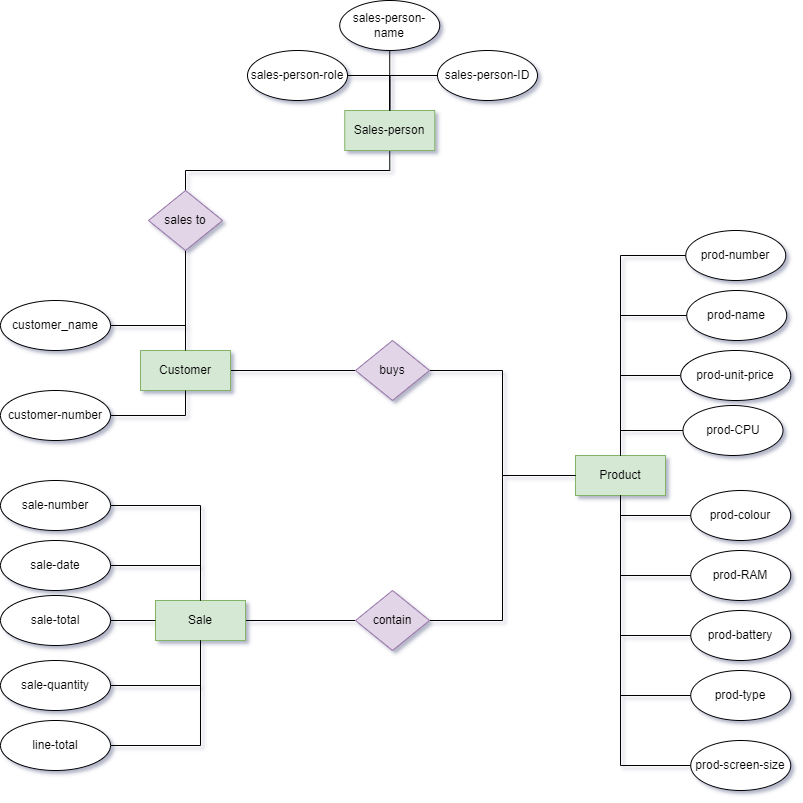 sales-person-
name
sales-person-role
sales-person-ID
Sales-person
sales to
customer_name
Customer
customer-number
buys
prod-number
prod-name
prod-unit-price
prod-CPU
Product
prod-colour
prod-RAM
prod-battery
prod-type
prod-screen-size
sale-number
sale-date
sale-total
Sale
contain
sale-quantity
line-total